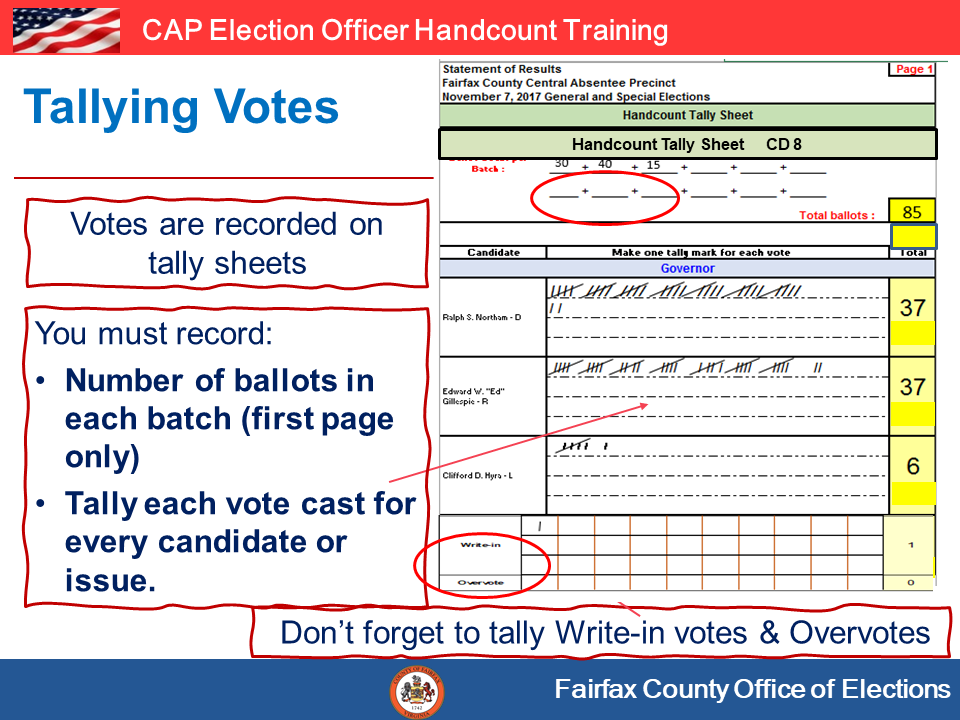 CAP Election Officer Handcount Training
Tallying Votes
Votes are recorded on
tally sheets
You must record:
• Number of ballots in
each batch (first page
only)
• Tally each vote cast for
every candidate or
issue.
Statement of Results Page 1
Fairfax County Central Absentee Precinct
November 7, 2017 General and Special Elections
Handcount Tally Sheet
Handcount Tally Sheet CD 8
Batch : 30 + 40 + 15 + + +
+ + + + +
Total ballots : 85
Candidate Make one tally mark for each vote Total
Governor
Ralph S. Northam - D 37
Edward W. "Ed"
Gillespie - R 37
Clifford D. Hyra - L 6
Write-in 1
Overvote 0
Don't forget to tally Write-in votes & Overvotes
COUNTY OF FAIRFAX
1742
VIRGINIA
Fairfax County Office of Elections